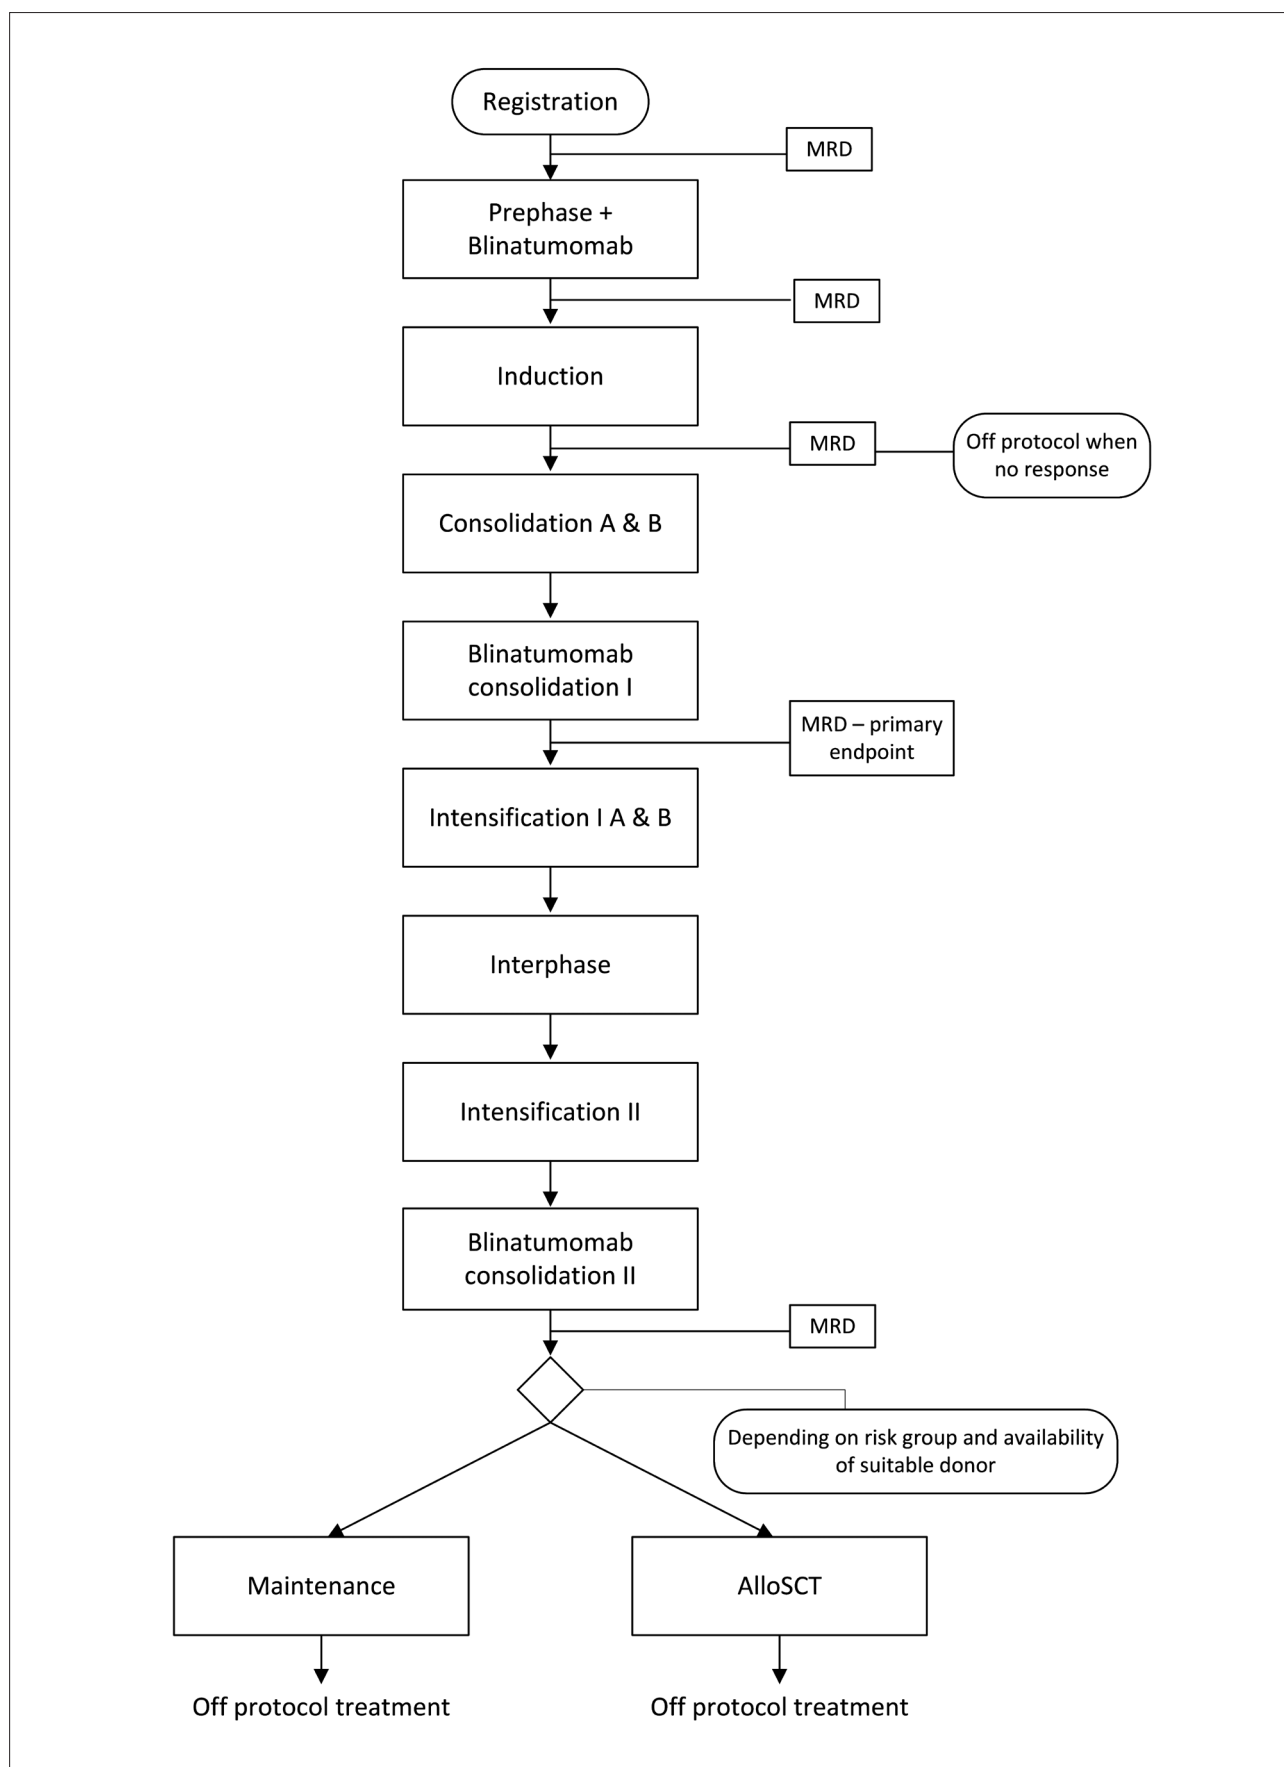 Registration
MRD
Prephase +
Blinatumomab
MRD
Induction
MRD
Off protocol when
no response
Consolidation A & B
Blinatumomab
consolidation I
MRD – primary
endpoint
Intensification I A & B
Interphase
Intensification II
Blinatumomab
consolidation II
MRD
Depending on risk group and availability
of suitable donor
Maintenance
AlloSCT
Off protocol treatment
Off protocol treatment